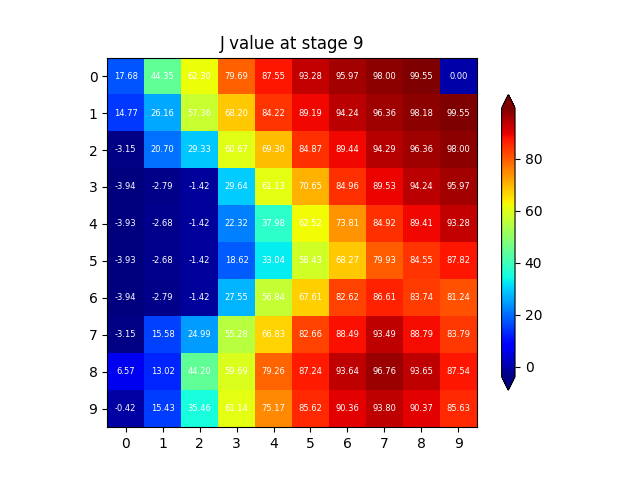 J value at stage 9
0 17.68 44.35 62.30 79.69 87.55 93.28 95.97 98.00 99.55 0.00
1 14.77 26.16 57.36 68.20 84.22 89.19 94.24 96.36 98.18 99.55
2 -3.15 20.70 29.33 60.67 69.30 84.87 89.44 94.29 96.36 98.00
3 -3.94 -2.79 -1.42 29.64 61.13 70.65 84.96 89.53 94.24 95.97
4 -3.93 -2.68 -1.42 22.32 37.98 63.52 73.81 84.92 89.41 93.28
5 -3.93 -2.68 -1.42 18.62 33.04 58.43 68.27 79.93 84.55 87.82
6 -3.94 -2.79 -1.42 27.55 56.84 67.61 82.62 86.61 83.74 81.24
7 -3.15 15.58 24.99 55.28 66.83 82.66 88.49 93.49 88.79 83.79
8 6.57 13.02 44.20 59.69 79.26 87.24 93.64 96.76 93.65 87.54
9 -0.42 15.43 35.46 61.14 75.17 85.62 90.36 93.80 90.37 85.63
0 1 2 3 4 5 6 7 8 9
80
60
40
20
0